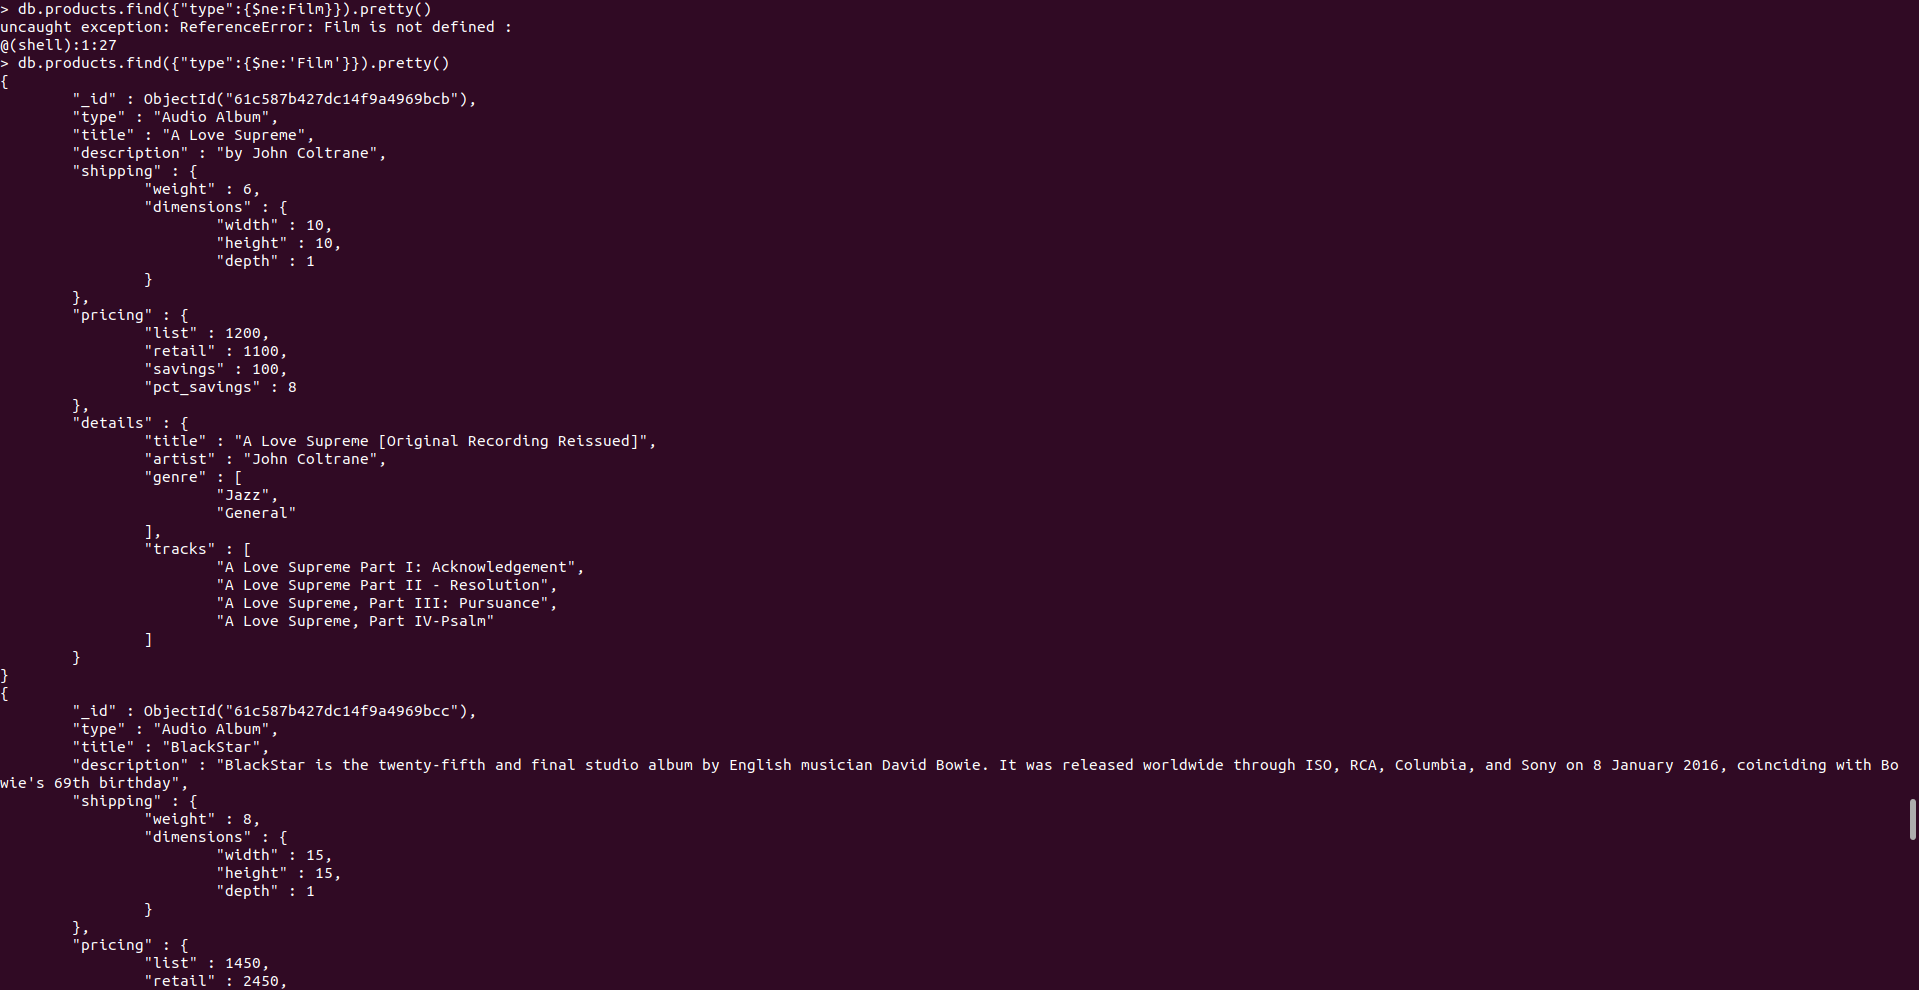 > db.products.find({"type":{$ne:Film}}).pretty()
uncaught exception: ReferenceError: Film is not defined :
@(shell):1:27
> db.products.find({"type":{$ne:'Film'}}).pretty()
{
        "_id" : ObjectId("61c587b427dc14f9a4969bcb"),
        "type" : "Audio Album",
        "title" : "A Love Supreme",
        "description" : "by John Coltrane",
        "shipping" : {
                "weight" : 6,
                "dimensions" : {
                        "width" : 10,
                        "height" : 10,
                        "depth" : 1
                }
        },
        "pricing" : {
                "list" : 1200,
                "retail" : 1100,
                "savings" : 100,
                "pct_savings" : 8
        },
        "details" : {
                "title" : "A Love Supreme [Original Recording Reissued]",
                "artist" : "John Coltrane",
                "genre" : [
                        "Jazz",
                        "General"
                ],
                "tracks" : [
                        "A Love Supreme Part I: Acknowledgement",
                        "A Love Supreme Part II - Resolution",
                        "A Love Supreme, Part III: Pursuance",
                        "A Love Supreme, Part IV-Psalm"
                ]
        }
}
{
        "_id" : ObjectId("61c587b427dc14f9a4969bcc"),
        "type" : "Audio Album",
        "title" : "BlackStar",
        "description" : "BlackStar is the twenty-fifth and final studio album by English musician David Bowie. It was released worldwide through ISO, RCA, Columbia, and Sony on 8 January 2016, coinciding with Bo
wie's 69th birthday",
        "shipping" : {
                "weight" : 8,
                "dimensions" : {
                        "width" : 15,
                        "height" : 15,
                        "depth" : 1
                }
        },
        "pricing" : {
                "list" : 1450,
                "retail" : 2450,